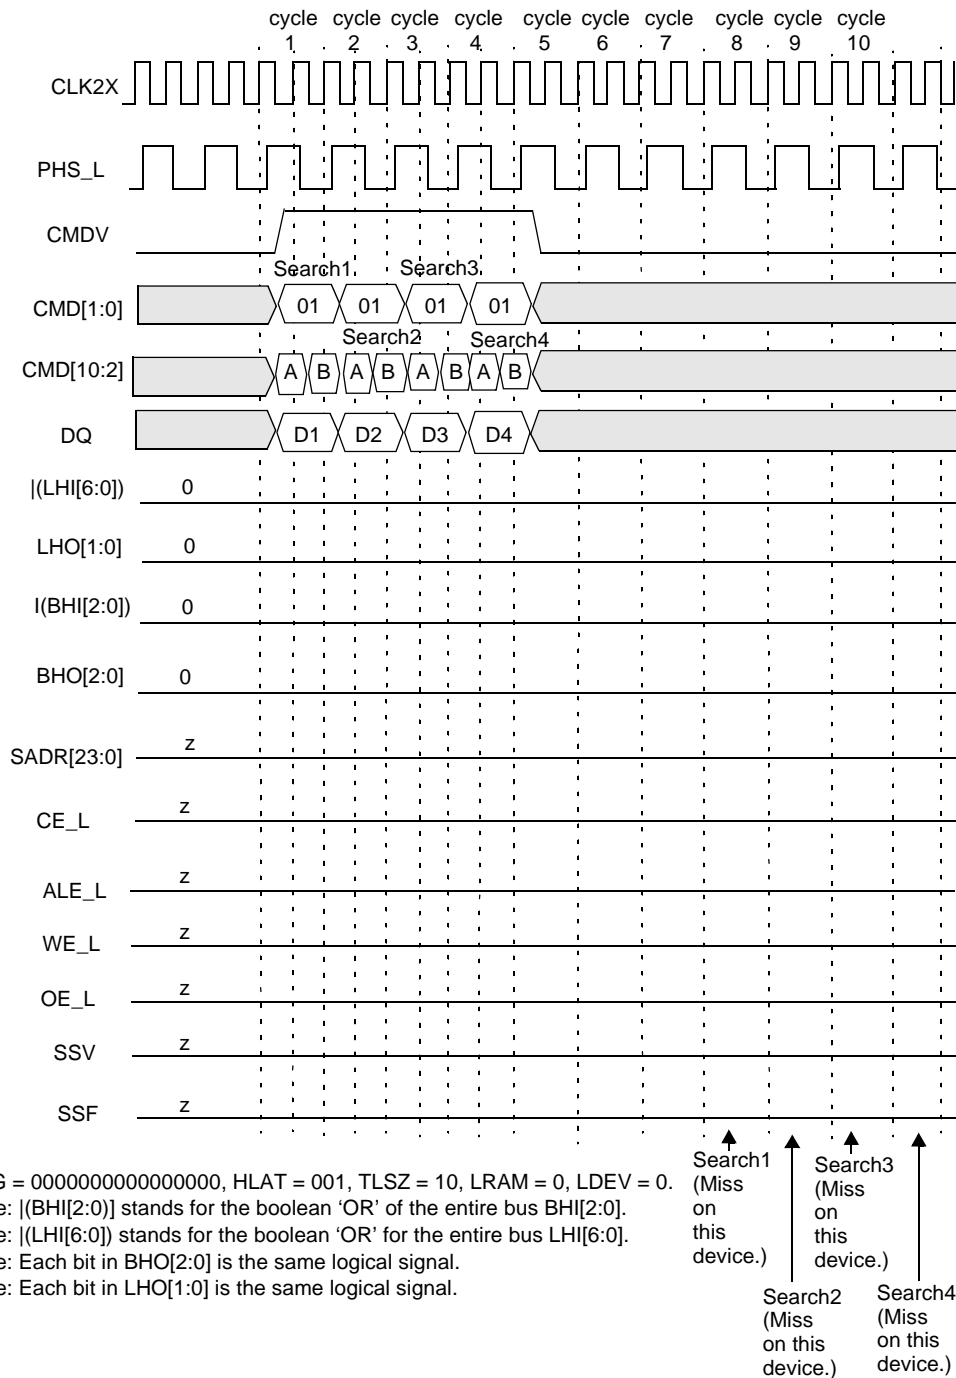 cycle cycle cycle cycle cycle cycle cycle cycle cycle cycle
1 2 3 4 5 6 7 8 9 10
CLK2X
PHS_L
CMDV
Search1 Search3
CMD[1:0] 01 01 01 01
Search2 Search4
CMD[10:2] A B A B A B A B
DQ D1 D2 D3 D4
|(LHI[6:0]) 0
LHO[1:0] 0
I(BHI[2:0]) 0
BHO[2:0] 0
SADR[23:0] z
CE_L z
ALE_L z
WE_L z
OE_L z
SSV z
SSF z
G = 0000000000000000, HLAT = 001, TLSZ = 10, LRAM = 0, LDEV = 0.
e: |(BHI[2:0)] stands for the boolean ‘OR’ of the entire bus BHI[2:0].
e: |(LHI[6:0]) stands for the boolean ‘OR’ for the entire bus LHI[6:0].
e: Each bit in BHO[2:0] is the same logical signal.
e: Each bit in LHO[1:0] is the same logical signal.
Search1
(Miss
on
this
device.)
Search2
(Miss
on this
device.)
Search3
(Miss
on
this
device.)
Search4
(Miss
on this
device.)